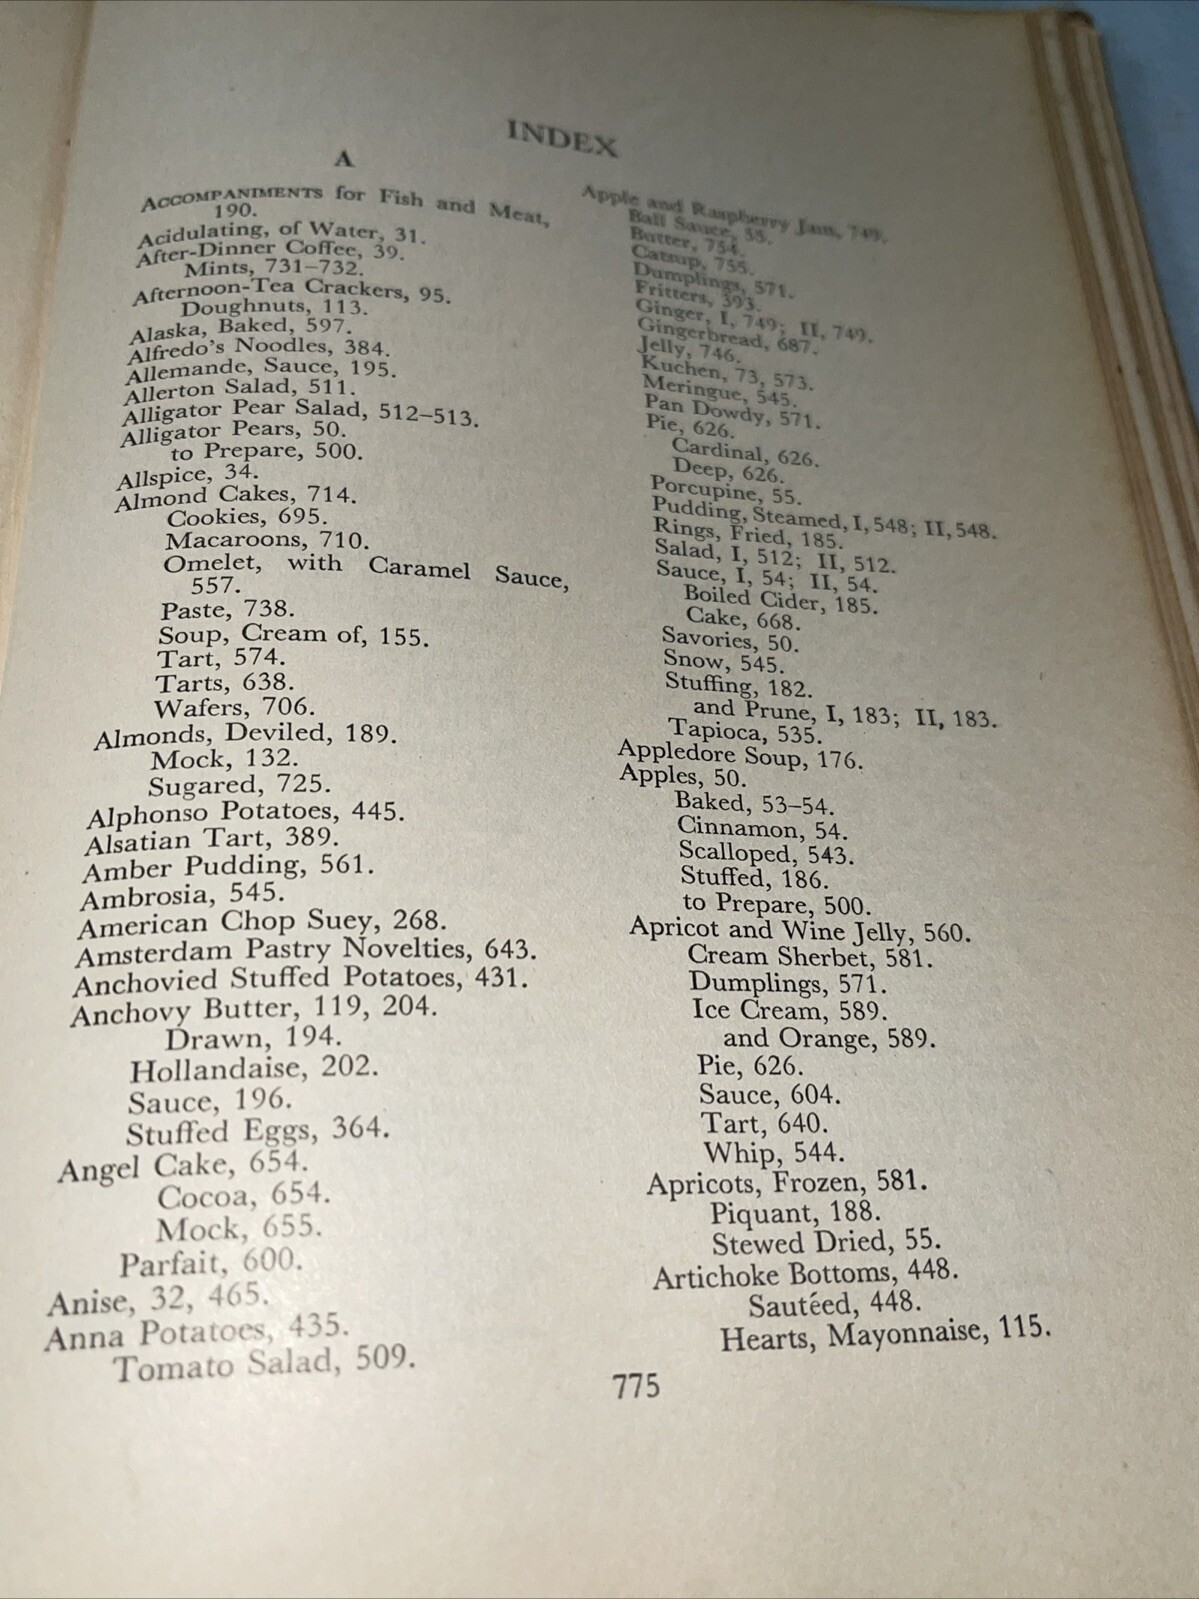 INDEX
A
ACCOMPANIMENTS for Fish and Meat,
190.
Acidulating, of Water, 31.
After-Dinner Coffee, 39.
Mints, 731–732.
Afternoon-Tea Crackers, 95.
Doughnuts, 113.
Alaska, Baked, 597.
Alfredo's Noodles, 384.
Allemande, Sauce, 195.
Allerton Salad, 511.
Alligator Pear Salad, 512–513.
Alligator Pears, 50.
to Prepare, 500.
Allspice, 34.
Almond Cakes, 714.
Cookies, 695.
Macaroons, 710.
Omelet, with Caramel Sauce,
557.
Paste, 738.
Soup, Cream of, 155.
Tart, 574.
Tarts, 638.
Wafers, 706.
Almonds, Deviled, 189.
Mock, 132.
Sugared, 725.
Alphonso Potatoes, 445.
Alsatian Tart, 389.
Amber Pudding, 561.
Ambrosia, 545.
American Chop Suey, 268.
Amsterdam Pastry Novelties, 643.
Anchovied Stuffed Potatoes, 431.
Anchovy Butter, 119, 204.
Drawn, 194.
Hollandaise, 202.
Sauce, 196.
Stuffed Eggs, 364.
Angel Cake, 654.
Cocoa, 654.
Mock, 655.
Parfait, 600.
Anise, 32, 465.
Anna Potatoes, 435.
Tomato Salad, 509.
Apple and Raspberry Jam, 749.
Ball Sauce, 55.
Butter, 754.
Catsup, 755.
Dumplings, 571.
Fritters, 393.
Ginger, I, 749; II, 749.
Gingerbread, 687.
Jelly, 746.
Kuchen, 73, 573.
Meringue, 545.
Pan Dowdy, 571.
Pie, 626.
Cardinal, 626.
Deep, 626.
Porcupine, 55.
Pudding, Steamed, I, 548; II, 548.
Rings, Fried, 185.
Salad, I, 512; II, 512.
Sauce, I, 54; II, 54.
Boiled Cider, 185.
Cake, 668.
Savories, 50.
Snow, 545.
Stuffing, 182.
and Prune, I, 183; II, 183.
Tapioca, 535.
Appledore Soup, 176.
Apples, 50.
Baked, 53–54.
Cinnamon, 54.
Scalloped, 543.
Stuffed, 186.
to Prepare, 500.
Apricot and Wine Jelly, 560.
Cream Sherbet, 581.
Dumplings, 571.
Ice Cream, 589.
and Orange, 589.
Pie, 626.
Sauce, 604.
Tart, 640.
Whip, 544.
Apricots, Frozen, 581.
Piquant, 188.
Stewed Dried, 55.
Artichoke Bottoms, 448.
Sautéed, 448.
Hearts, Mayonnaise, 115.
775